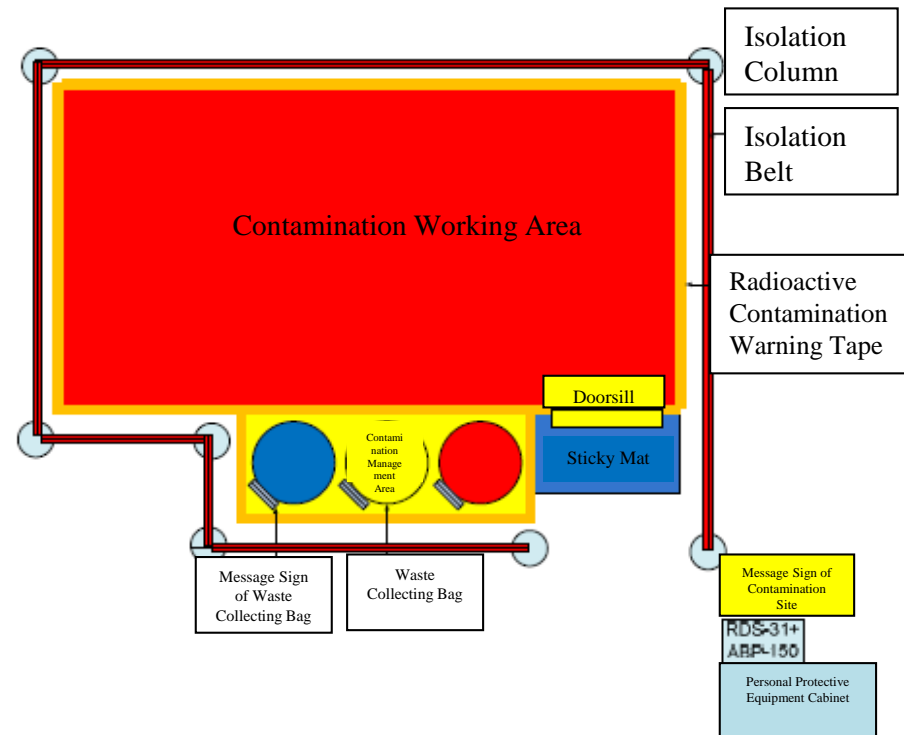 Isolation
Column
Isolation
Belt
Contamination Working Area
Radioactive
Contamination
Warning Tape
Doorsill
Contami
nation
Manage
ment
Area
Sticky Mat
Message Sign
of Waste
Collecting Bag
Waste
Collecting Bag
Message Sign of
Contamination
Site
RDS-31+
ABP-150
Personal Protective
Equipment Cabinet